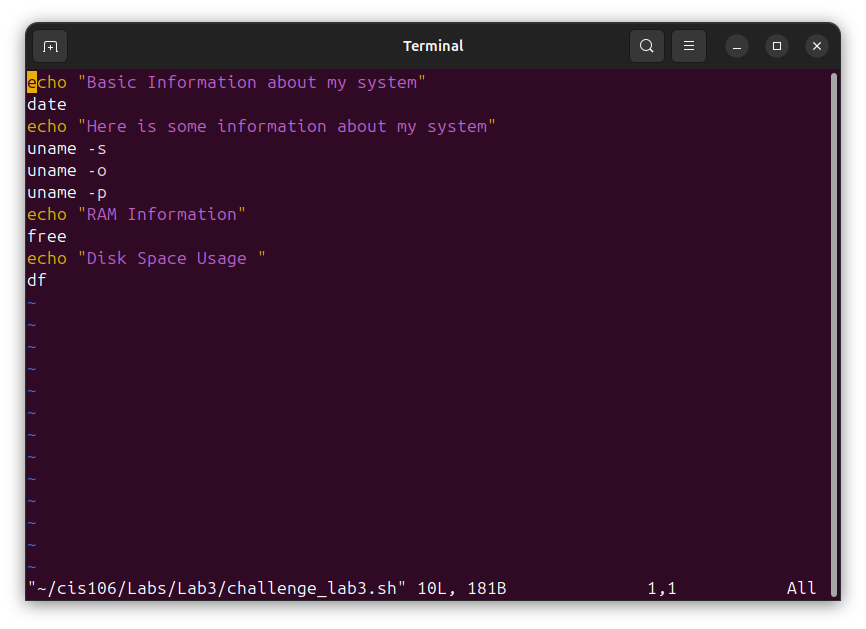 Terminal
echo "Basic Information about my system"
date
echo "Here is some information about my system"
uname -s
uname -o
uname -p
echo "RAM Information"
free
echo "Disk Space Usage "
df
~
~
~
~
~
~
~
~
~
~
~
~
~
"~/cis106/Labs/Lab3/challenge_lab3.sh" 10L, 181B 1,1 All